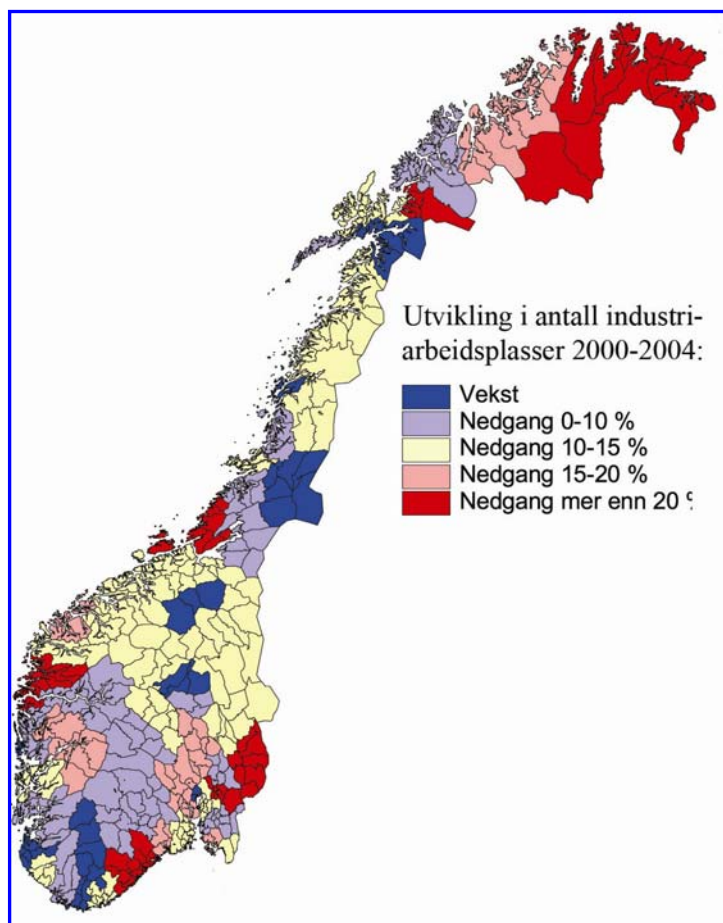 Utvikling i antall industri-
arbeidsplasser 2000-2004:
Vekst
Nedgang 0-10 %
Nedgang 10-15 %
Nedgang 15-20 %
Nedgang mer enn 20